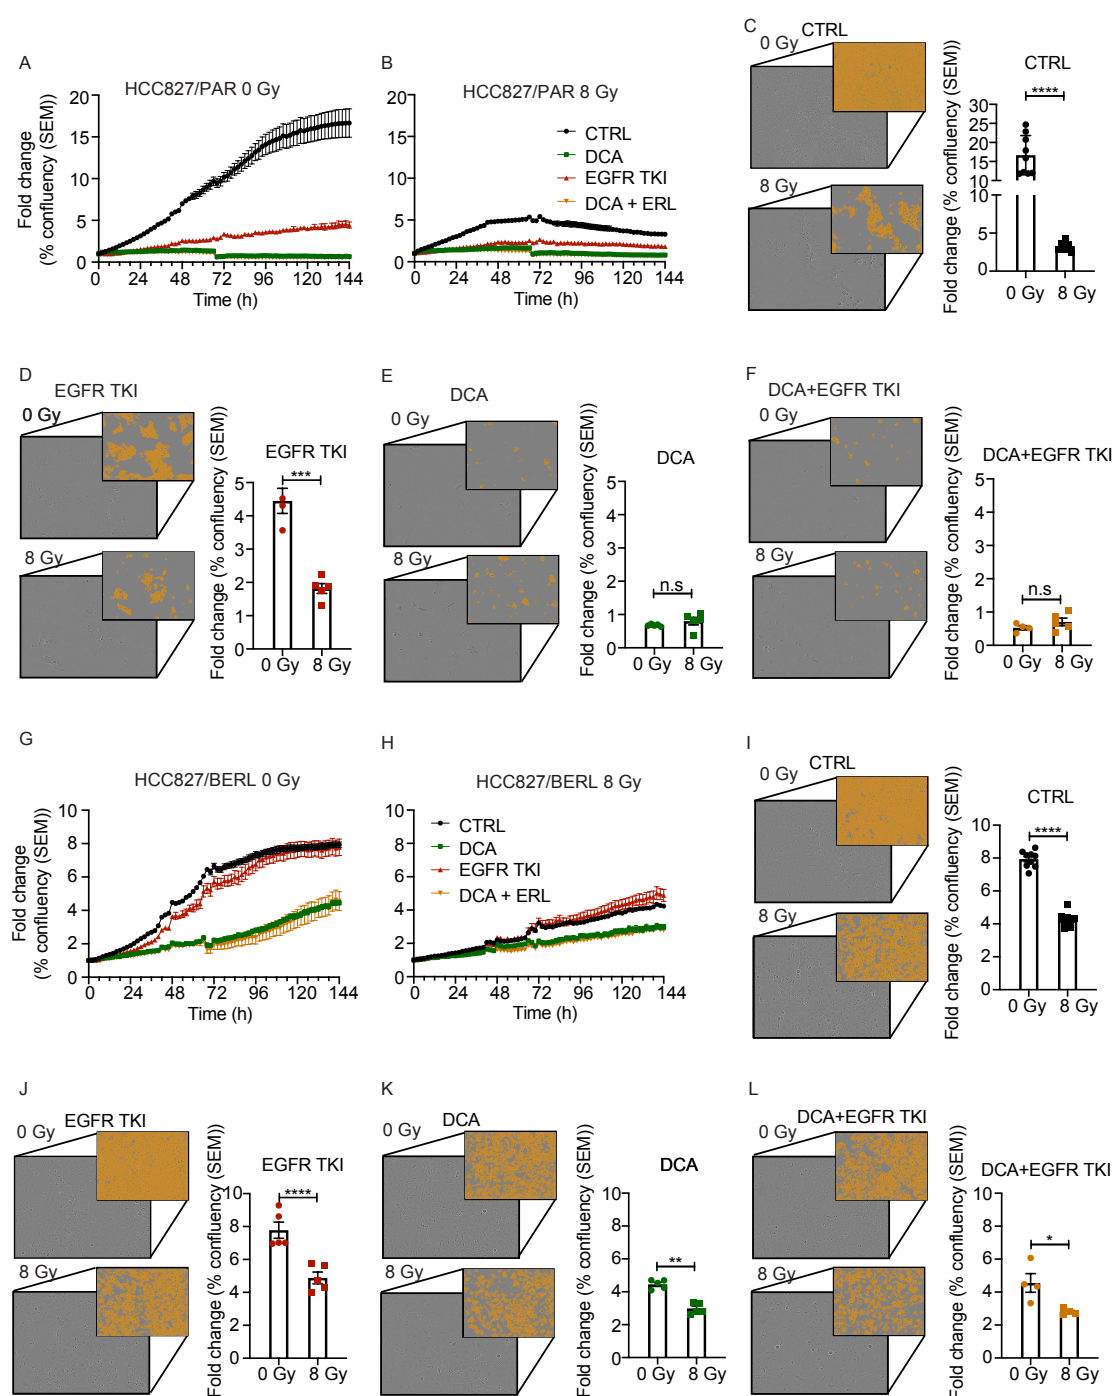 A
HCC827/PAR 0 Gy
Fold change
(% confluency (SEM))
20
15
10
5
0
0 24 48 72 96 120 144
Time (h)
B
HCC827/PAR 8 Gy
20
15
10
5
0
CTRL
DCA
EGFR TKI
DCA + ERL
0 24 48 72 96 120 144
Time (h)
C
CTRL
0 Gy
8 Gy
CTRL
****
Fold change (% confluency (SEM))
30
25
20
15
10
10
5
0
0 Gy 8 Gy
D
EGFR TKI
0 Gy
8 Gy
EGFR TKI
***
Fold change (% confluency (SEM))
5
4
3
2
1
0
0 Gy 8 Gy
E
DCA
0 Gy
8 Gy
DCA
n.s
Fold change (% confluency (SEM))
5
4
3
2
1
0
0 Gy 8 Gy
F
DCA+EGFR TKI
0 Gy
8 Gy
DCA+EGFR TKI
n.s
Fold change (% confluency (SEM))
5
4
3
2
1
0
0 Gy 8 Gy
G
HCC827/BERL 0 Gy
Fold change
(% confluency (SEM))
10
8
6
4
2
0
0 24 48 72 96 120 144
Time (h)
H
HCC827/BERL 8 Gy
10
8
6
4
2
0
CTRL
DCA
EGFR TKI
DCA + ERL
0 24 48 72 96 120 144
Time (h)
I
CTRL
0 Gy
8 Gy
CTRL
****
Fold change (% confluency (SEM))
10
8
6
4
2
0
0 Gy 8 Gy
J
EGFR TKI
0 Gy
8 Gy
EGFR TKI
****
Fold change (% confluency (SEM))
10
8
6
4
2
0
0 Gy 8 Gy
K
DCA
0 Gy
8 Gy
DCA
**
Fold change (% confluency (SEM))
10
8
6
4
2
0
0 Gy 8 Gy
L
DCA+EGFR TKI
0 Gy
8 Gy
DCA+EGFR TKI
*
Fold change (% confluency (SEM))
10
8
6
4
2
0
0 Gy 8 Gy